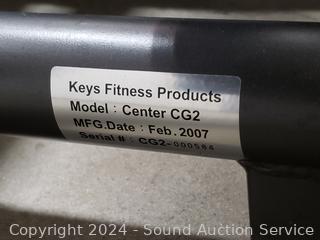 Keys Fitness Products
Model : Center CG2
MFG.Date : Feb. 2007
Serial # : CG2-000584
Copyright 2024 - Sound Auction Service